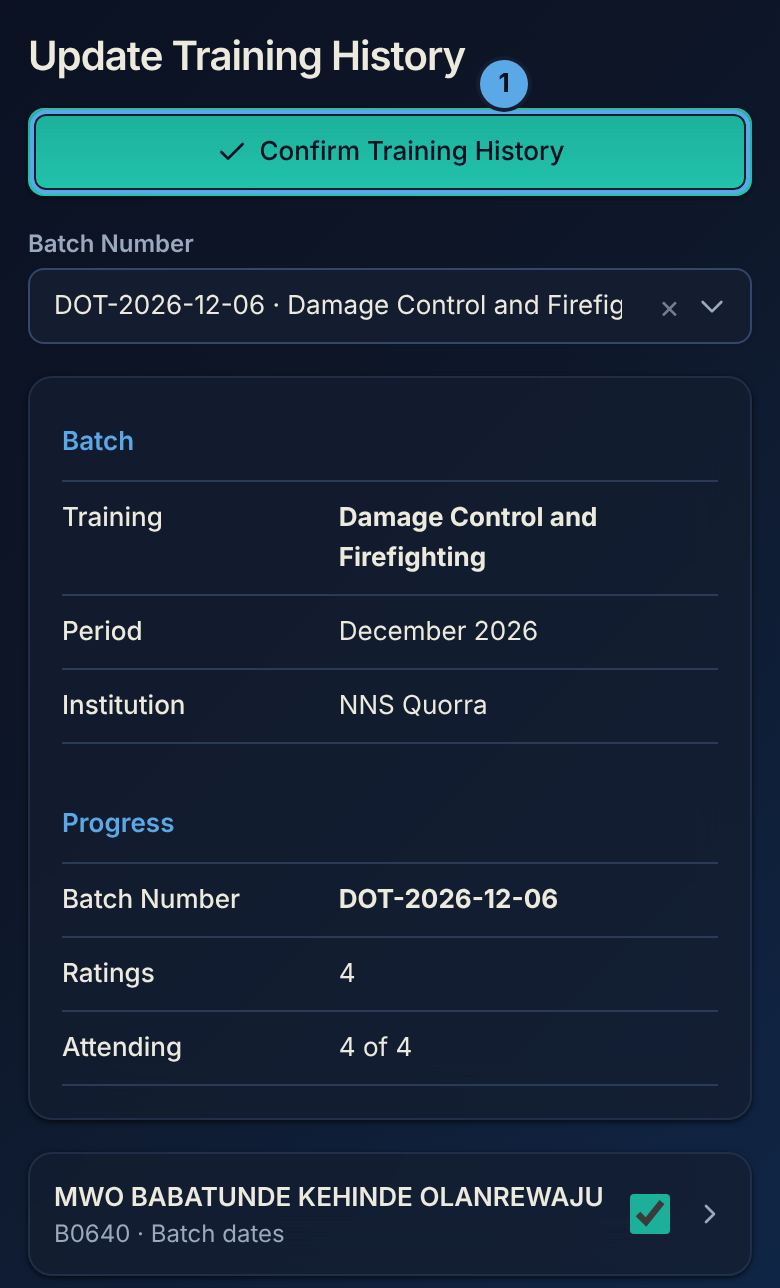 Update Training History
1
Confirm Training History
Batch Number
DOT-2026-12-06 · Damage Control and Firefig
Batch
Training Damage Control and
Firefighting
Period December 2026
Institution NNS Quorra
Progress
Batch Number DOT-2026-12-06
Ratings 4
Attending 4 of 4
MWO BABATUNDE KEHINDE OLANREWAJU
B0640 · Batch dates